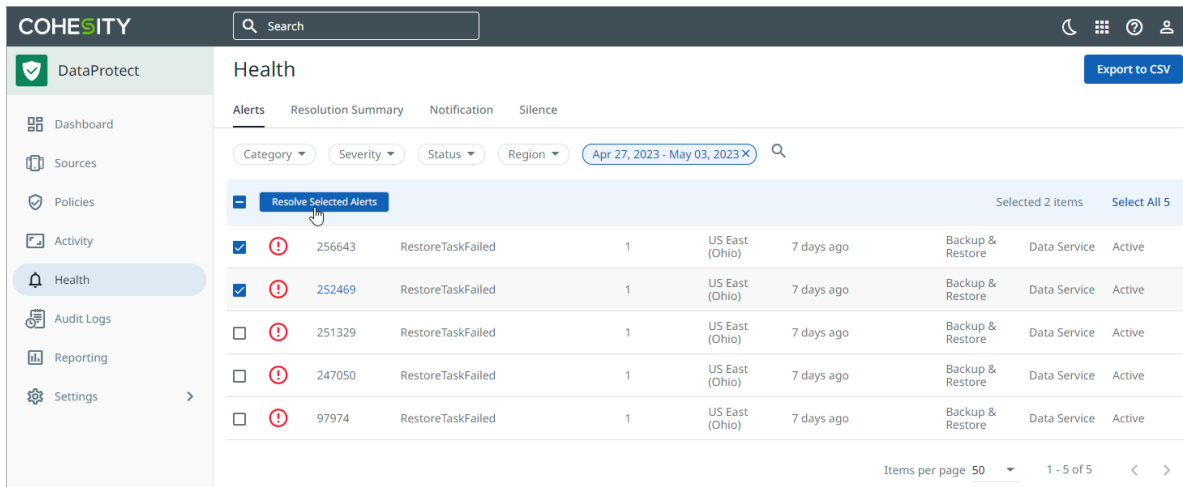 COHESITY
Search
DataProtect
Health
Export to CSV
Alerts Resolution Summary Notification Silence
Dashboard
Sources
Policies
Activity
Health
Audit Logs
Reporting
Settings
Category Severity Status Region Apr 27, 2023 - May 03, 2023
Resolve Selected Alerts Selected 2 items Select All 5
256643 RestoreTaskFailed 1 US East (Ohio) 7 days ago Backup & Restore Data Service Active
252469 RestoreTaskFailed 1 US East (Ohio) 7 days ago Backup & Restore Data Service Active
251329 RestoreTaskFailed 1 US East (Ohio) 7 days ago Backup & Restore Data Service Active
247050 RestoreTaskFailed 1 US East (Ohio) 7 days ago Backup & Restore Data Service Active
97974 RestoreTaskFailed 1 US East (Ohio) 7 days ago Backup & Restore Data Service Active
Items per page 50 1 - 5 of 5